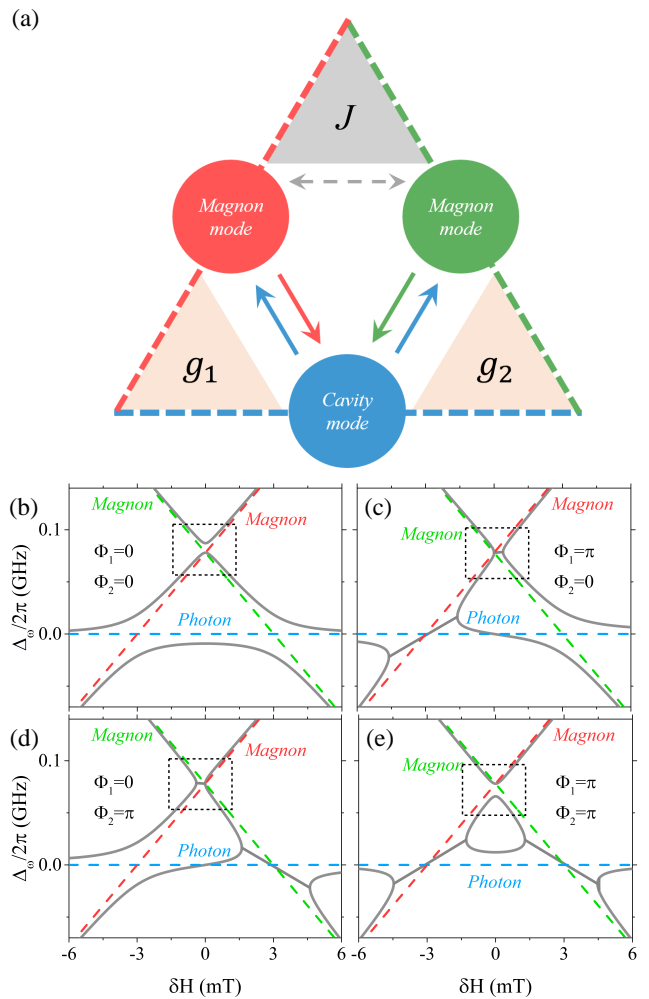 (a)
J
Magnon
mode
Magnon
mode
g₁
g₂
Cavity
mode
(b)
Magnon
Magnon
Φ₁=0
Φ₂=0
Photon
0.1
0.0
Δω/2π (GHz)
(c)
Magnon
Magnon
Φ₁=π
Φ₂=0
Photon
(d)
Magnon
Magnon
Φ₁=0
Φ₂=π
Photon
0.1
0.0
Δω/2π (GHz)
-6 -3 0 3 6
δH (mT)
(e)
Magnon
Magnon
Φ₁=π
Φ₂=π
Photon
-6 -3 0 3 6
δH (mT)